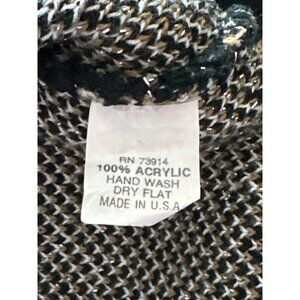 RN 73914
100% ACRYLIC
HAND WASH
DRY FLAT
MADE IN U.S.A